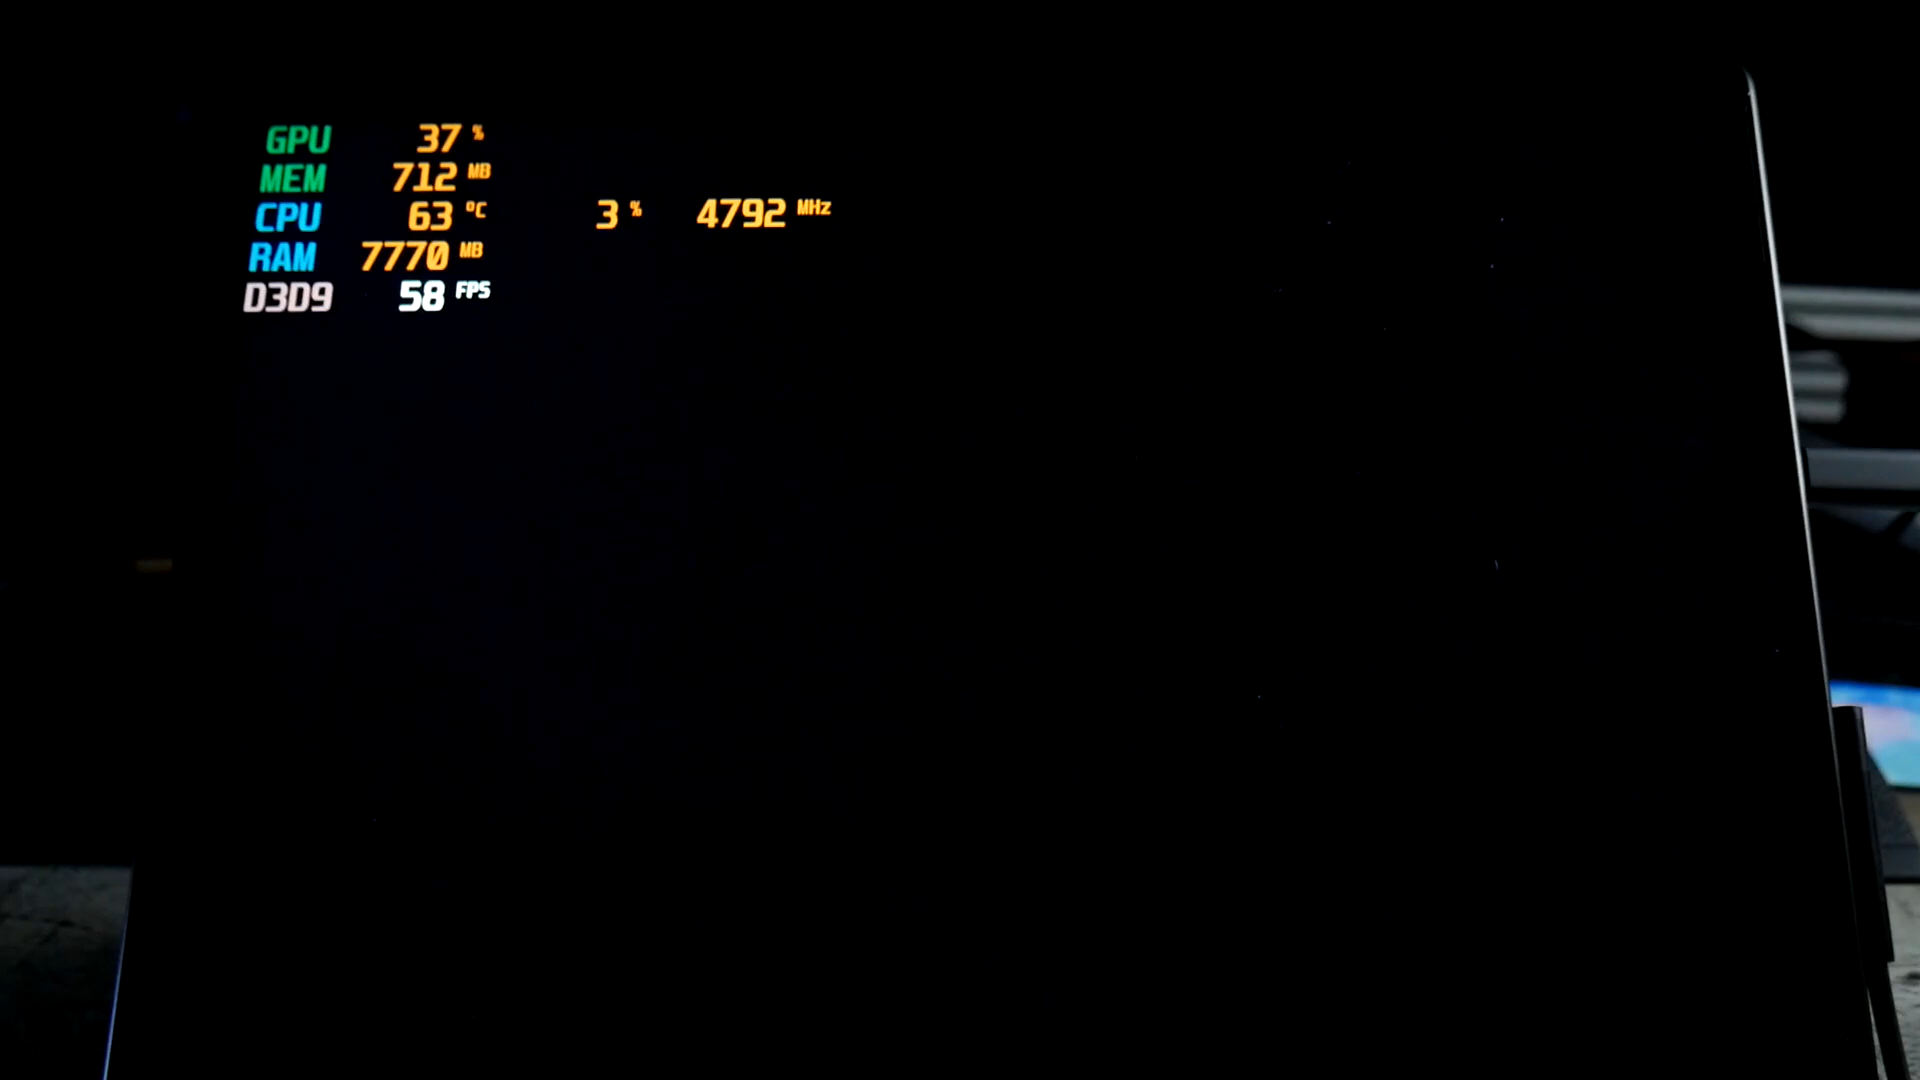 GPU 37 %
MEM 712 MB
CPU 63 °C 3 % 4792 MHz
RAM 7770 MB
D3D9 58 FPS